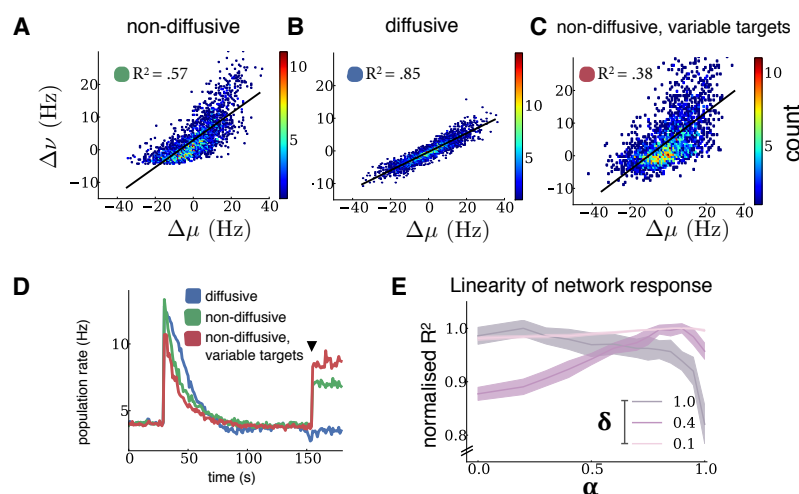 A non-diffusive
B diffusive
C non-diffusive, variable targets
R² = .57
R² = .85
R² = .38
Δν (Hz)
20
10
0
−10
10
5
20
10
0
-10
10
5
20
10
0
−10
10
5
count
−40 −20 0 20 40
−40 −20 0 20 40
−40 −20 0 20 40
Δμ (Hz)
Δμ (Hz)
Δμ (Hz)
D
diffusive
non-diffusive
non-diffusive,
variable targets
population rate (Hz)
10
5
0 50 100 150
time (s)
E Linearity of network response
normalised R²
1.0
0.9
0.8
δ
1.0
0.4
0.1
0.0 0.5 1.0
α